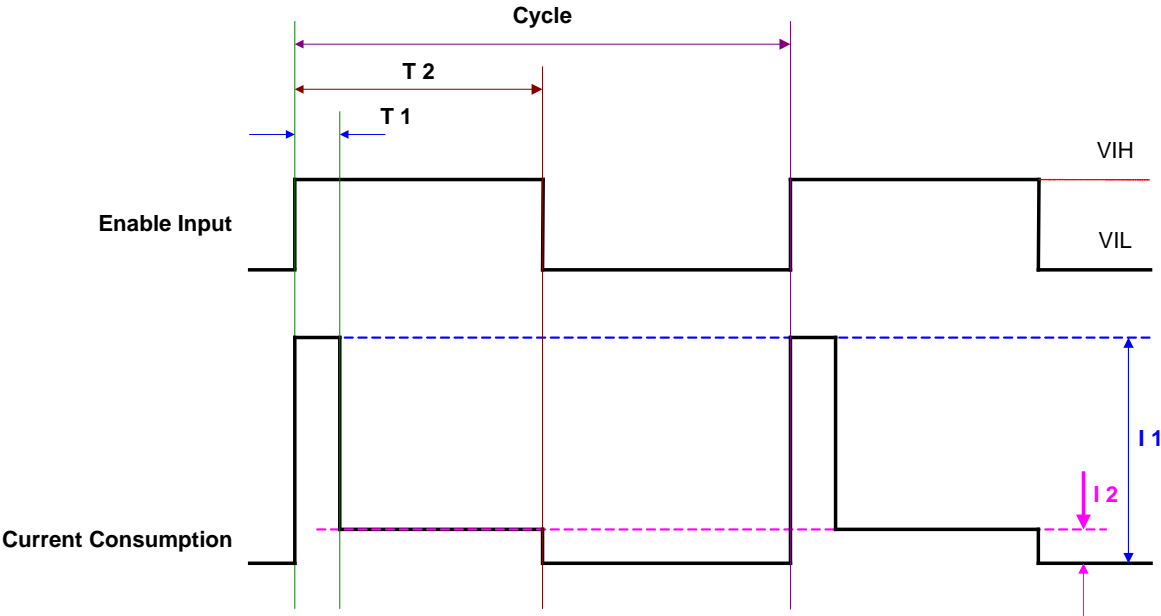 Cycle
T 2
T 1
VIH
Enable Input
VIL
I 1
I 2
Current Consumption